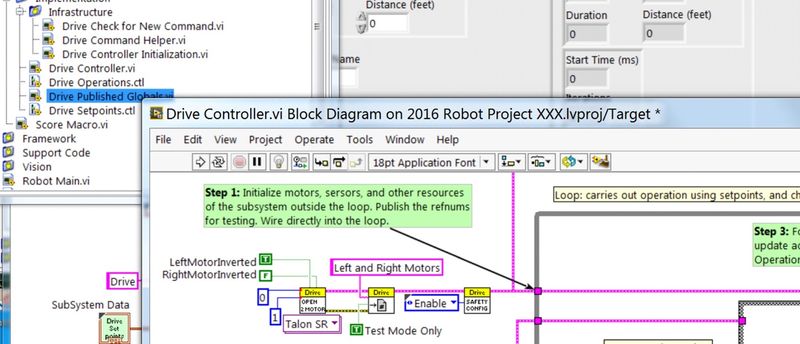 Implementation
Infrastructure
Drive Check for New Command.vi
Drive Command Helper.vi
Drive Controller Initialization.vi
Drive Controller.vi
Drive Operations.ctl
Drive Published Globals.vi
Drive Setpoints.ctl
Score Macro.vi
Framework
Support Code
Vision
Robot Main.vi
Distance (feet)
0
Name
Duration
0
Distance (feet)
0
Start Time (ms)
0
Iterations
Drive Controller.vi Block Diagram on 2016 Robot Project XXX.lvproj/Target *
File Edit View Project Operate Tools Window Help
18pt Application Font
Step 1: Initialize motors, sersors, and other resources
of the subsystem outside the loop. Publish the refnums
for testing. Wire directly into the loop.
Loop: carries out operation using setpoints, and ch
Step 3: Fo
update ac
Operation
LeftMotorInverted T
RightMotorInverted F
Left and Right Motors
Drive
0
1
Drive
OPEN
2 MOTOR
Drive
Enable
Drive
SAFETY
CONFIG
Talon SR
T Test Mode Only
SubSystem Data
Drive
Set
points